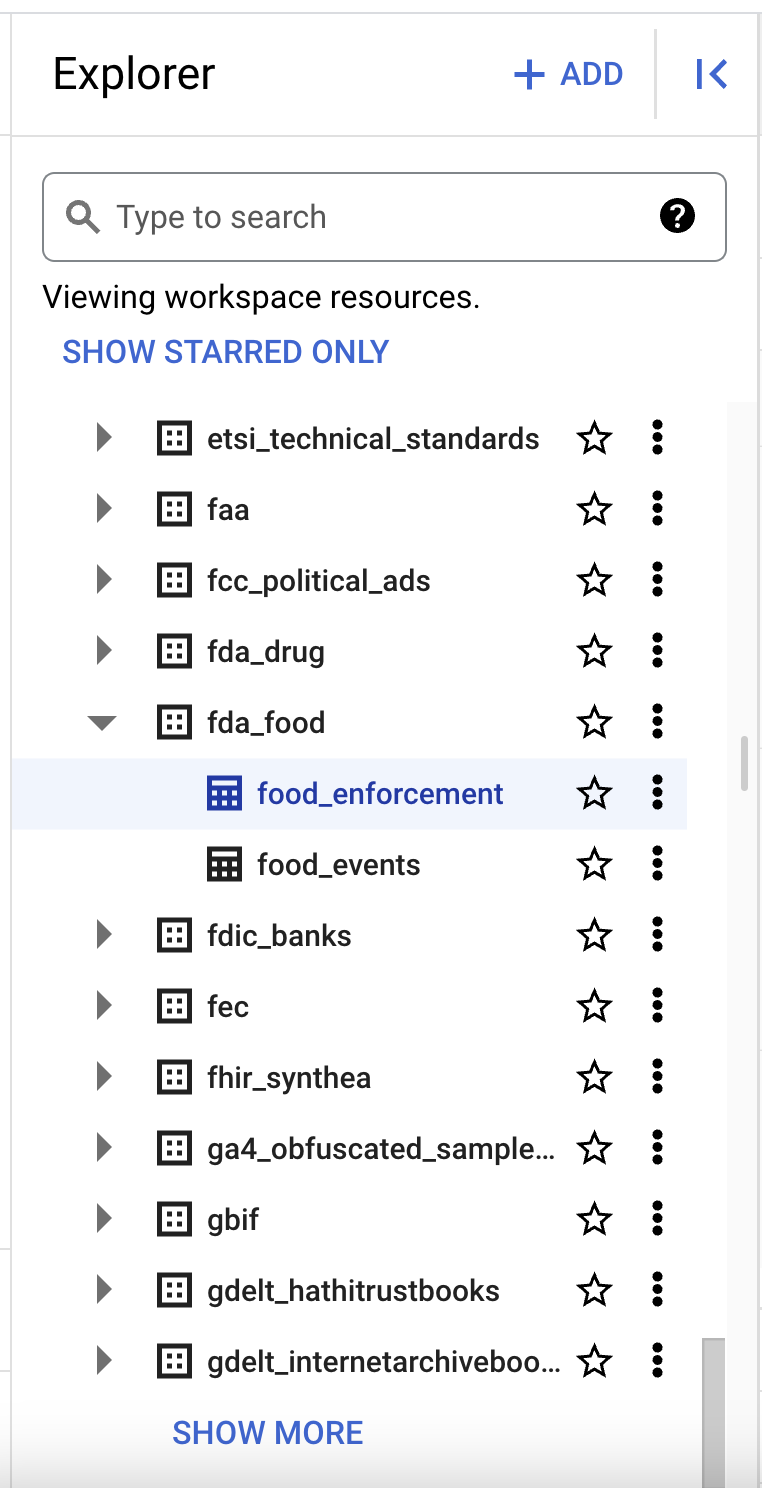 Explorer
+ ADD
Type to search
Viewing workspace resources.
SHOW STARRED ONLY
etsi_technical_standards
faa
fcc_political_ads
fda_drug
fda_food
food_enforcement
food_events
fdic_banks
fec
fhir_synthea
ga4_obfuscated_sample...
gbif
gdelt_hathitrustbooks
gdelt_internetarchiveboo...
SHOW MORE